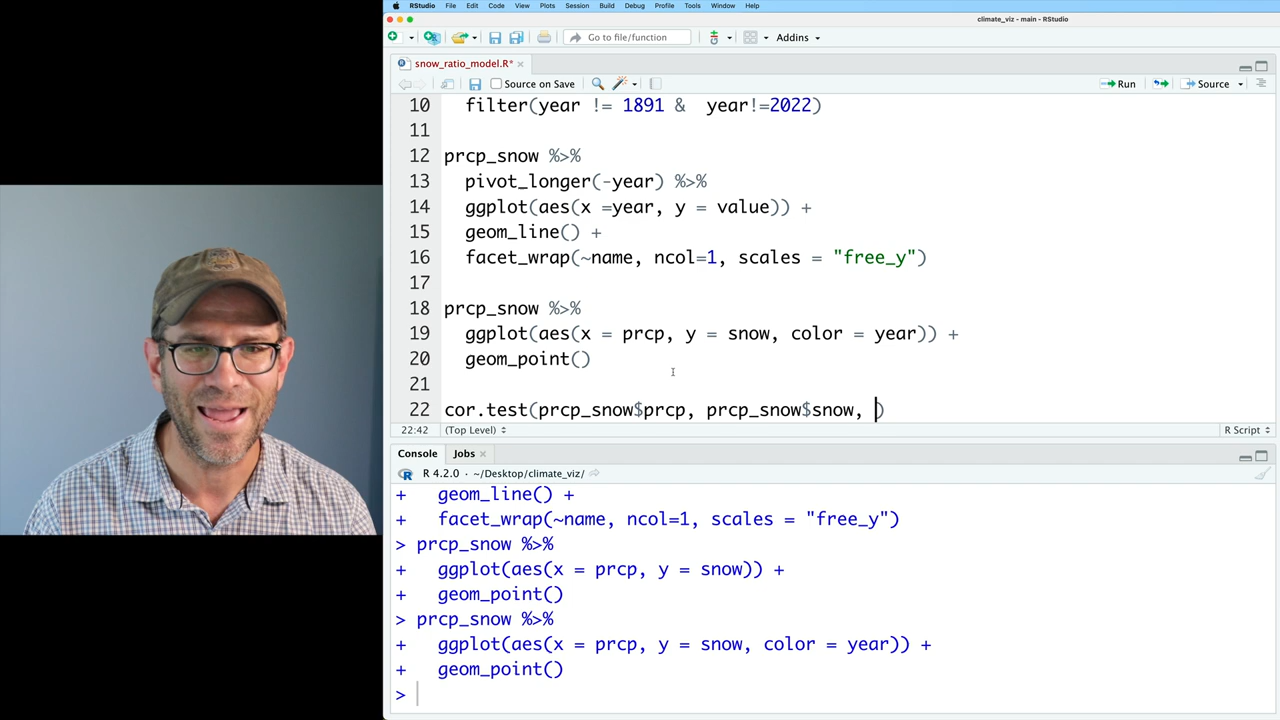 RStudio File Edit Code View Plots Session Build Debug Profile Tools Window Help
climate_viz - main - RStudio
Go to file/function Addins
snow_ratio_model.R*
Source on Save Run Source
10 filter(year != 1891 & year!=2022)
11
12 prcp_snow %>%
13 pivot_longer(-year) %>%
14 ggplot(aes(x =year, y = value)) +
15 geom_line() +
16 facet_wrap(~name, ncol=1, scales = "free_y")
17
18 prcp_snow %>%
19 ggplot(aes(x = prcp, y = snow, color = year)) +
20 geom_point()
21
22 cor.test(prcp_snow$prcp, prcp_snow$snow, )
22:42 (Top Level) R Script
Console Jobs
R 4.2.0 · ~/Desktop/climate_viz/
+ geom_line() +
+ facet_wrap(~name, ncol=1, scales = "free_y")
> prcp_snow %>%
+ ggplot(aes(x = prcp, y = snow)) +
+ geom_point()
> prcp_snow %>%
+ ggplot(aes(x = prcp, y = snow, color = year)) +
+ geom_point()
>